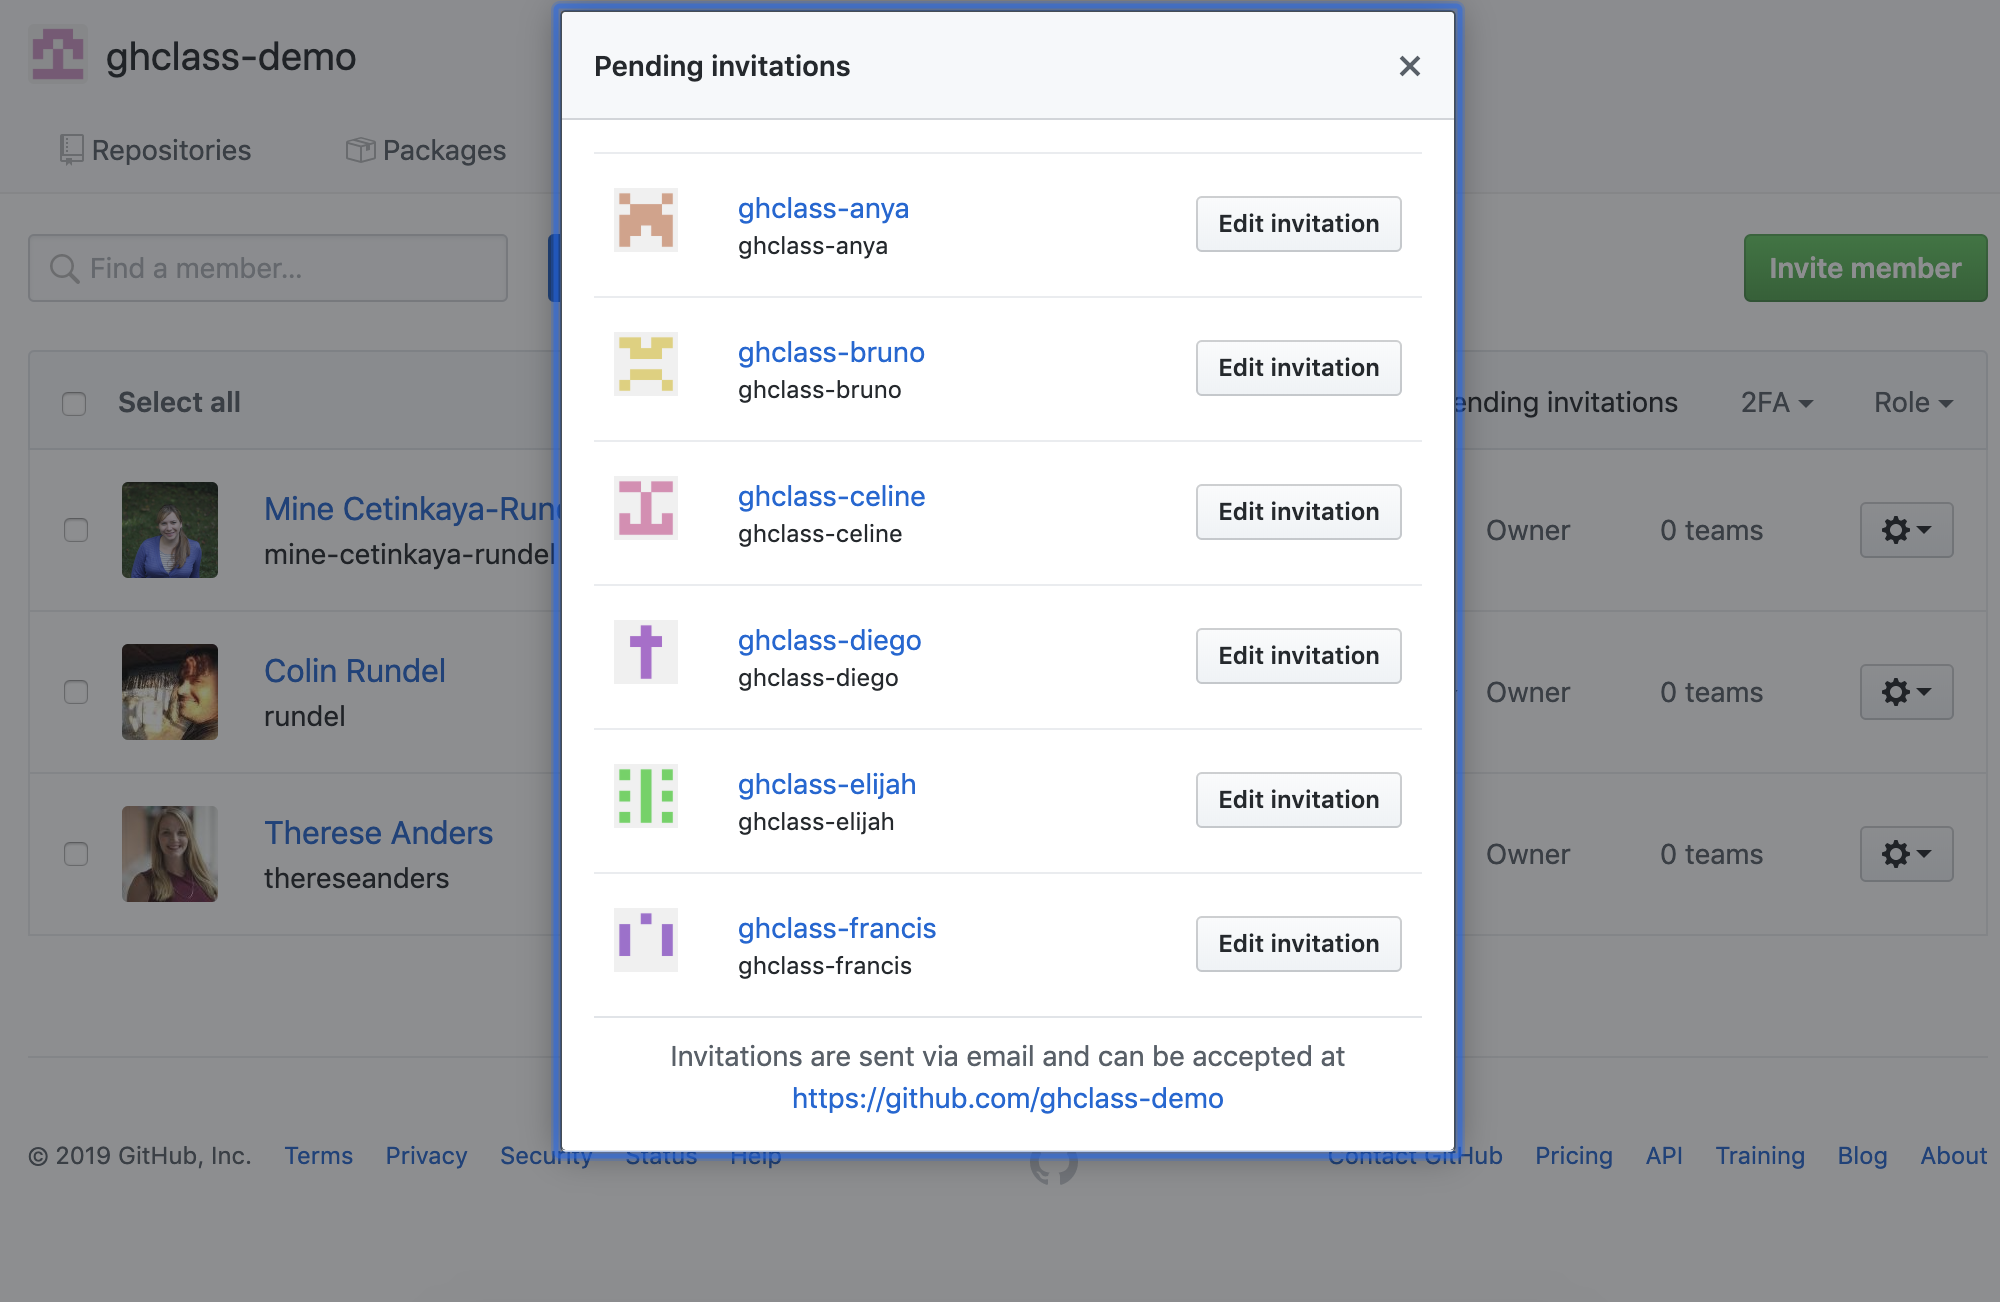 ghclass-demo
Repositories
Packages
Find a member...
Invite member
Select all
ending invitations
2FA
Role
Mine Cetinkaya-Rund
mine-cetinkaya-rundel
Owner
0 teams
Colin Rundel
rundel
Owner
0 teams
Therese Anders
thereseanders
Owner
0 teams
Pending invitations
ghclass-anya
ghclass-anya
Edit invitation
ghclass-bruno
ghclass-bruno
Edit invitation
ghclass-celine
ghclass-celine
Edit invitation
ghclass-diego
ghclass-diego
Edit invitation
ghclass-elijah
ghclass-elijah
Edit invitation
ghclass-francis
ghclass-francis
Edit invitation
Invitations are sent via email and can be accepted at
https://github.com/ghclass-demo
© 2019 GitHub, Inc.
Terms
Privacy
Security
Status
Help
Contact GitHub
Pricing
API
Training
Blog
About